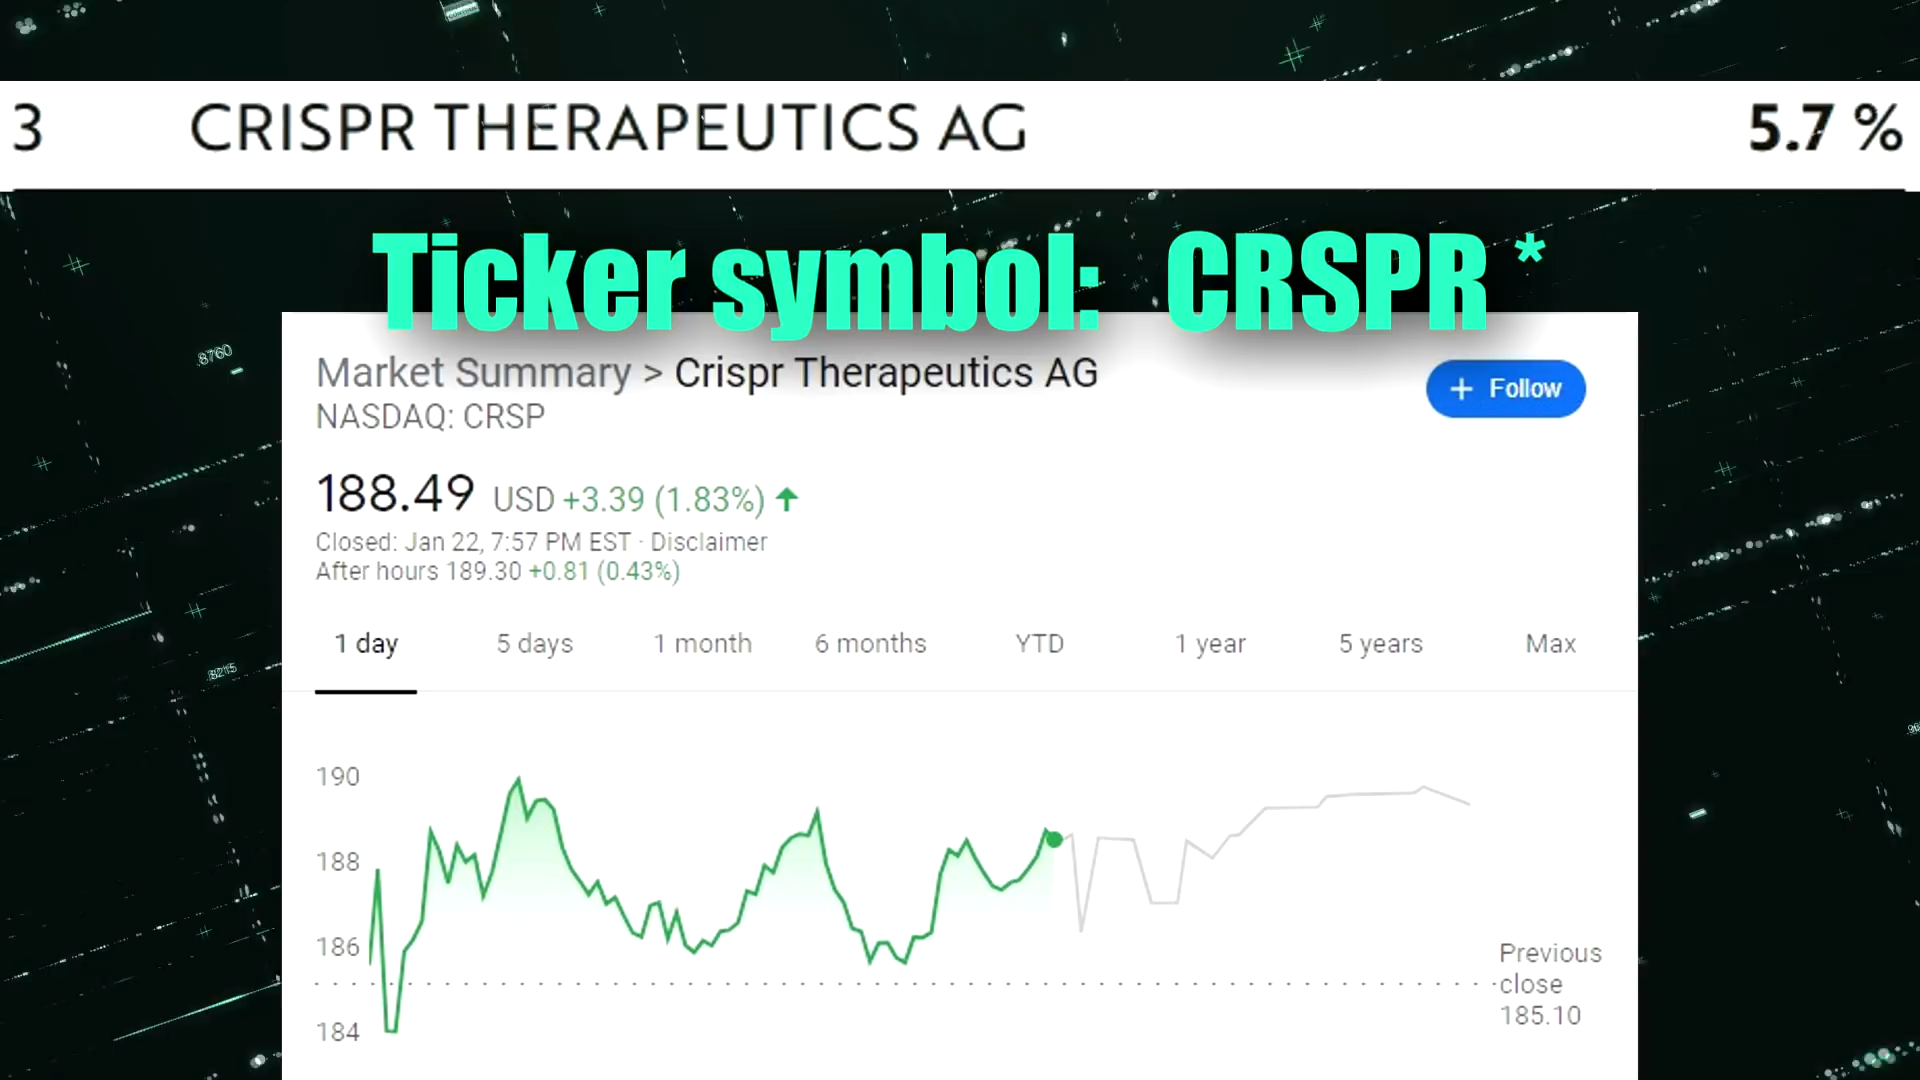 3 CRISPR THERAPEUTICS AG 5.7 %
Ticker symbol: CRSPR *
Market Summary > Crispr Therapeutics AG
+ Follow
NASDAQ: CRSP
188.49 USD +3.39 (1.83%) ↑
Closed: Jan 22, 7:57 PM EST · Disclaimer
After hours 189.30 +0.81 (0.43%)
1 day 5 days 1 month 6 months YTD 1 year 5 years Max
190
188
186
184
Previous
close
185.10
8760
8215